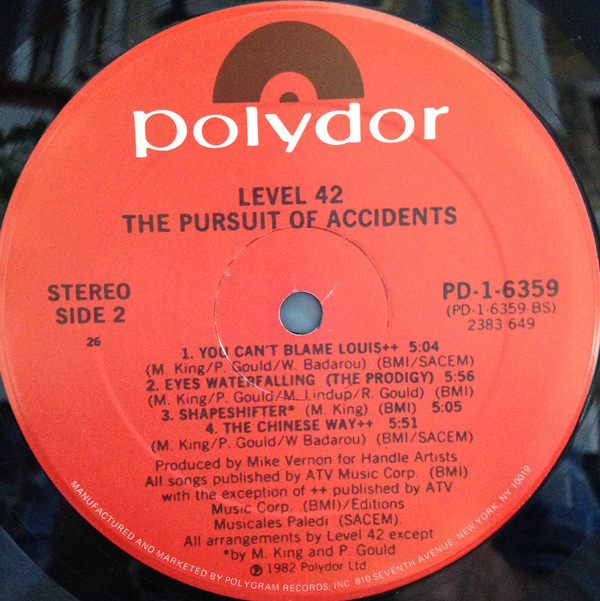 polydor
LEVEL 42
THE PURSUIT OF ACCIDENTS
STEREO
SIDE 2
26
PD-1-6359
(PD-1-6359-BS)
2383 649
1. YOU CAN'T BLAME LOUIS++ 5:04
(M. King/P. Gould/W. Badarou) (BMI/SACEM)
2. EYES WATERFALLING (THE PRODIGY) 5:56
(M. King/P. Gould/M. Lindup/R. Gould) (BMI)
3. SHAPESHIFTER* (M. King) (BMI) 5:05
4. THE CHINESE WAY++ 5:51
(M. King/P. Gould/W Badarou) (BMI/SACEM)
Produced by Mike Vernon for Handle Artists
All songs published by ATV Music Corp. (BMI)
with the exception of ++ published by ATV
Music Corp. (BMI)/Editions
Musicales Paledi (SACEM).
All arrangements by Level 42 except
*by M. King and P. Gould
℗ 1982 Polydor Ltd
MANUFACTURED AND MARKETED BY POLYGRAM RECORDS, INC 810 SEVENTH AVENUE, NEW YORK, NY 10019